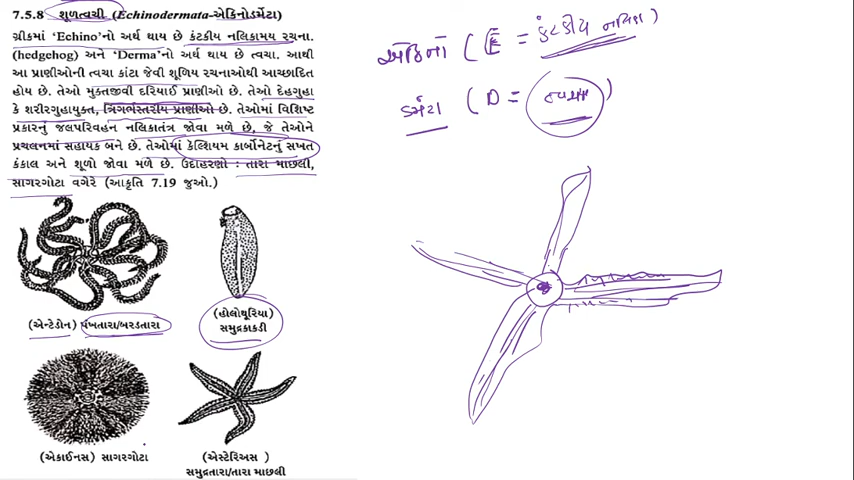 7.5.8 શૂળત્વચી (Echinodermata-એકિનોડર્મેટા)
ગ્રીકમાં 'Echino'નો અર્થ થાય છે કંટકીય નલિકામય રચના.
(hedgehog) અને 'Derma'નો અર્થ થાય છે ત્વચા. આથી
આ પ્રાણીઓની ત્વચા કાંટા જેવી શૂળિય રચનાઓથી આચ્છાદિત
હોય છે. તેઓ મુક્તજીવી દરિયાઈ પ્રાણીઓ છે. તેઓ દેહગુહા
કે શરીરગુહાયુક્ત, ત્રિગર્ભસ્તરીય પ્રાણીઓ છે. તેઓમાં વિશિષ્ટ
પ્રકારનું જલપરિવહન નલિકાતંત્ર જોવા મળે છે, જે તેઓને
પ્રચલનમાં સહાયક બને છે. તેઓમાં કેલ્શિયમ કાર્બોનેટનું સખત
કંકાલ અને શૂળો જોવા મળે છે. ઉદાહરણો : તારા માછલી,
સાગરગોટા વગેરે (આકૃતિ 7.19 જુઓ.)
(એન્ટેડોન) પંખતારા/બરડતારા
(હોલોથૂરિયા)
સમુદ્રકાકડી
(એકાઈનસ) સાગરગોટા
(એસ્ટેરિઅસ)
સમુદ્રતારા/તારા માછલી
(E = કંટકીય
ડર્મેટા (D = ત્વચા)